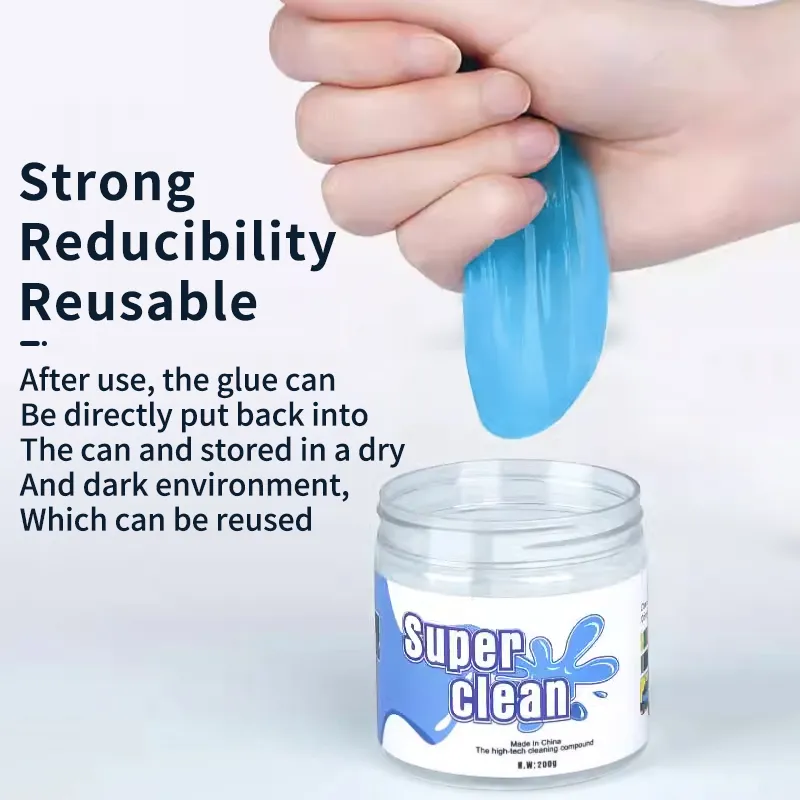 Strong
Reducibility
Reusable
After use, the glue can
Be directly put back into
The can and stored in a dry
And dark environment,
Which can be reused
Super
clean
Made In China
The high-tech cleaning compound
N.W:200g